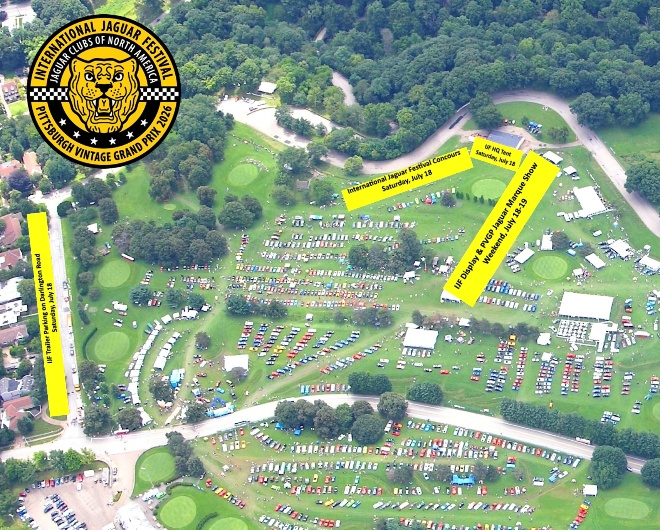 INTERNATIONAL JAGUAR FESTIVAL
JAGUAR CLUBS OF NORTH AMERICA
PITTSBURGH VINTAGE GRAND PRIX 2026
International Jaguar Festival Concours
Saturday, July 18
IJF HQ Tent
Saturday, July 18
IJF Display & PVGP Jaguar Marque Show
Weekend, July 18-19
IJF Trailer Parking on Darlington Road
Saturday, July 18